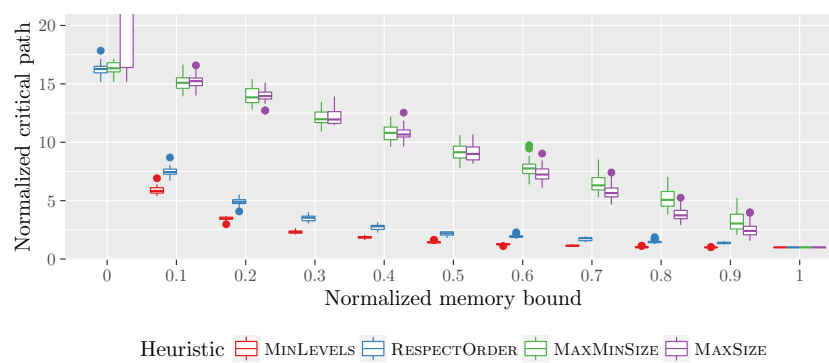 20
15
10
5
0
Normalized critical path
0 0.1 0.2 0.3 0.4 0.5 0.6 0.7 0.8 0.9 1
Normalized memory bound
Heuristic MINLEVELS RESPECTORDER MAXMINSIZE MAXSIZE